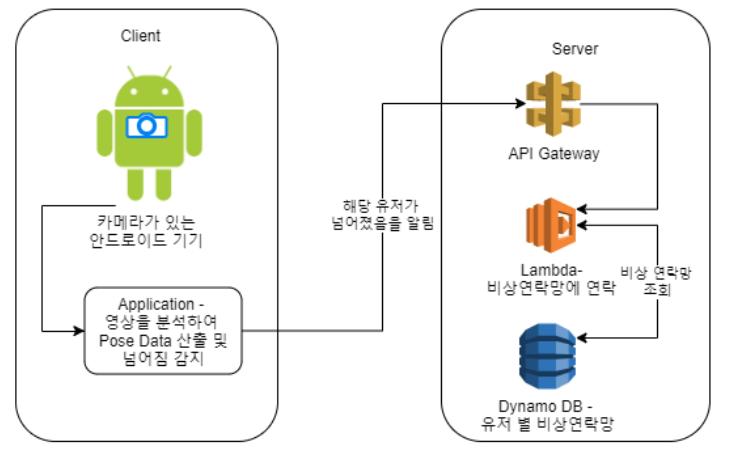 Client
카메라가 있는
안드로이드 기기
Application -
영상을 분석하여
Pose Data 산출 및
넘어짐 감지
해당 유저가
넘어졌음을 알림
Server
API Gateway
Lambda-
비상연락망에 연락
비상 연락망
조회
Dynamo DB -
유저 별 비상연락망